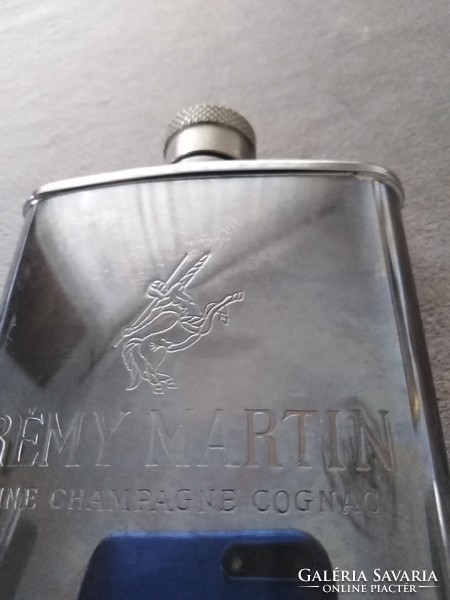 RÉMY MARTIN
INE CHAMPAGNE COGNAC
GALÉRIA SAVARIA
ONLINE PIACTÉR